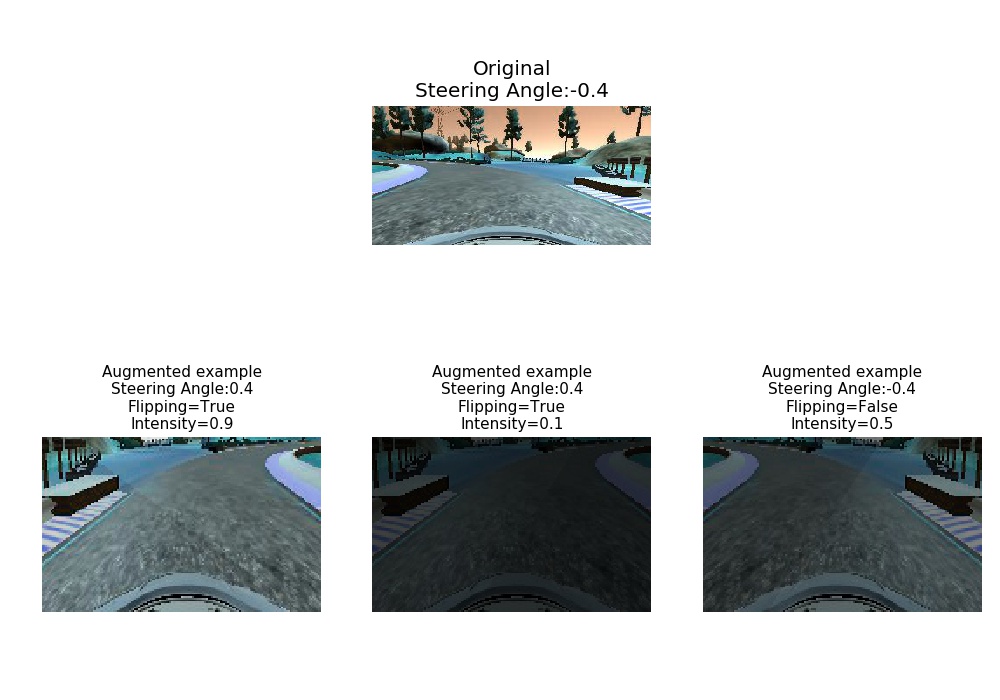 Original
Steering Angle:-0.4
Augmented example
Steering Angle:0.4
Flipping=True
Intensity=0.9
Augmented example
Steering Angle:0.4
Flipping=True
Intensity=0.1
Augmented example
Steering Angle:-0.4
Flipping=False
Intensity=0.5